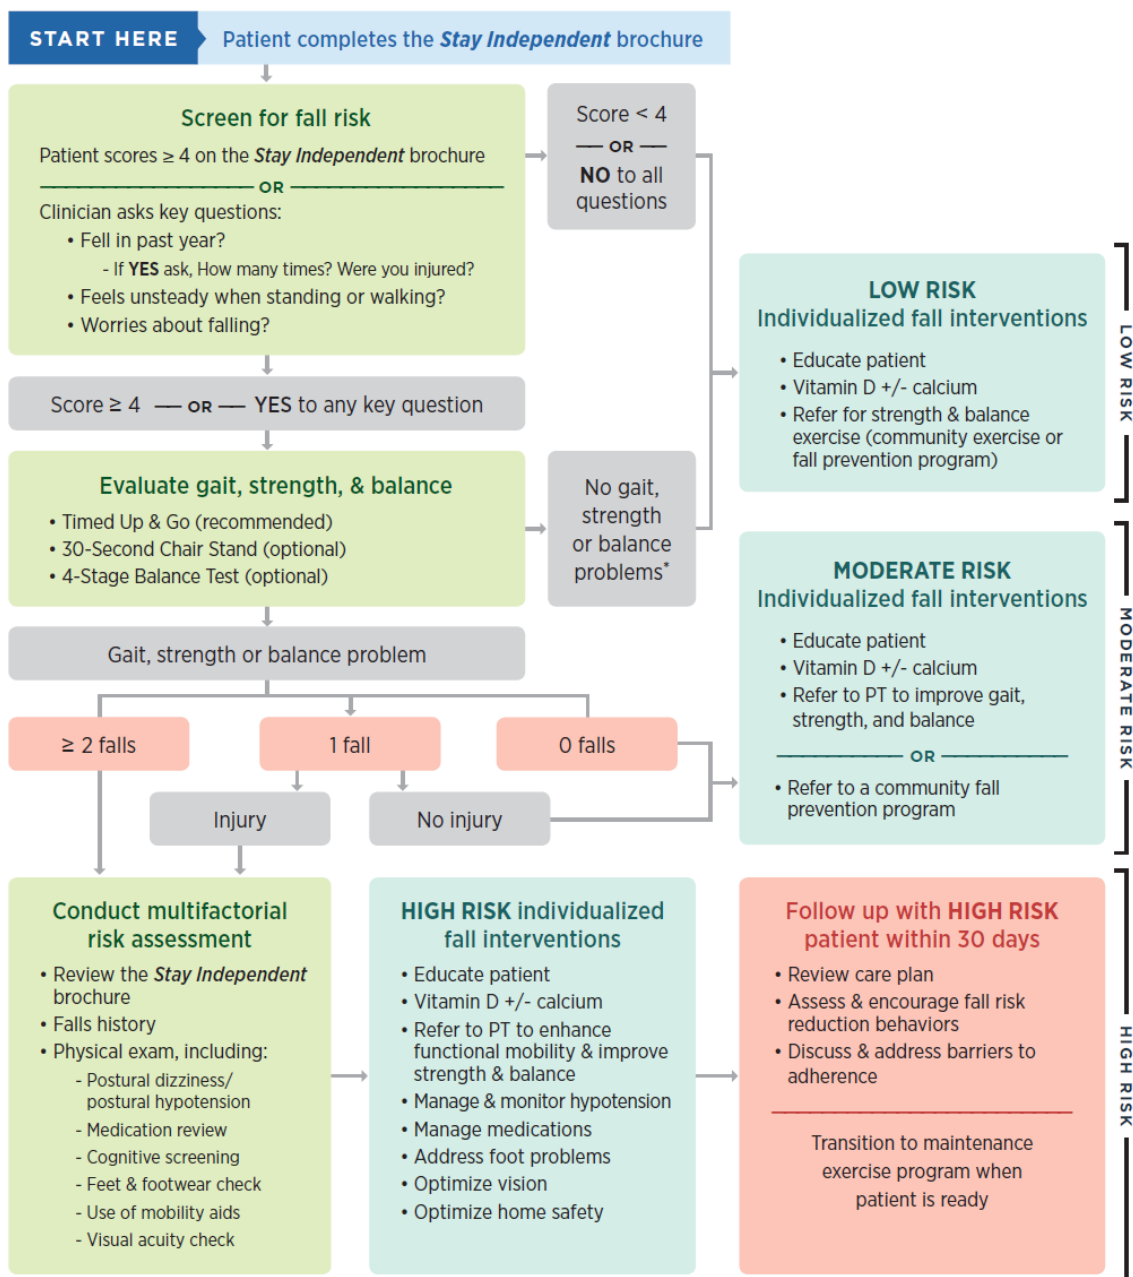 START HERE
Patient completes the Stay Independent brochure
Screen for fall risk
Patient scores ≥ 4 on the Stay Independent brochure
OR
Clinician asks key questions:
• Fell in past year?
- If YES ask, How many times? Were you injured?
• Feels unsteady when standing or walking?
• Worries about falling?
Score < 4
OR
NO to all
questions
Score ≥ 4 OR YES to any key question
Evaluate gait, strength, & balance
• Timed Up & Go (recommended)
• 30-Second Chair Stand (optional)
• 4-Stage Balance Test (optional)
No gait,
strength
or balance
problems*
LOW RISK
Individualized fall interventions
• Educate patient
• Vitamin D +/- calcium
• Refer for strength & balance
exercise (community exercise or
fall prevention program)
LOW RISK
Gait, strength or balance problem
≥ 2 falls
1 fall
0 falls
Injury
No injury
MODERATE RISK
Individualized fall interventions
• Educate patient
• Vitamin D +/- calcium
• Refer to PT to improve gait,
strength, and balance
OR
• Refer to a community fall
prevention program
MODERATE RISK
Conduct multifactorial
risk assessment
• Review the Stay Independent
brochure
• Falls history
• Physical exam, including:
- Postural dizziness/
postural hypotension
- Medication review
- Cognitive screening
- Feet & footwear check
- Use of mobility aids
- Visual acuity check
HIGH RISK individualized
fall interventions
• Educate patient
• Vitamin D +/- calcium
• Refer to PT to enhance
functional mobility & improve
strength & balance
• Manage & monitor hypotension
• Manage medications
• Address foot problems
• Optimize vision
• Optimize home safety
Follow up with HIGH RISK
patient within 30 days
• Review care plan
• Assess & encourage fall risk
reduction behaviors
• Discuss & address barriers to
adherence
Transition to maintenance
exercise program when
patient is ready
HIGH RISK